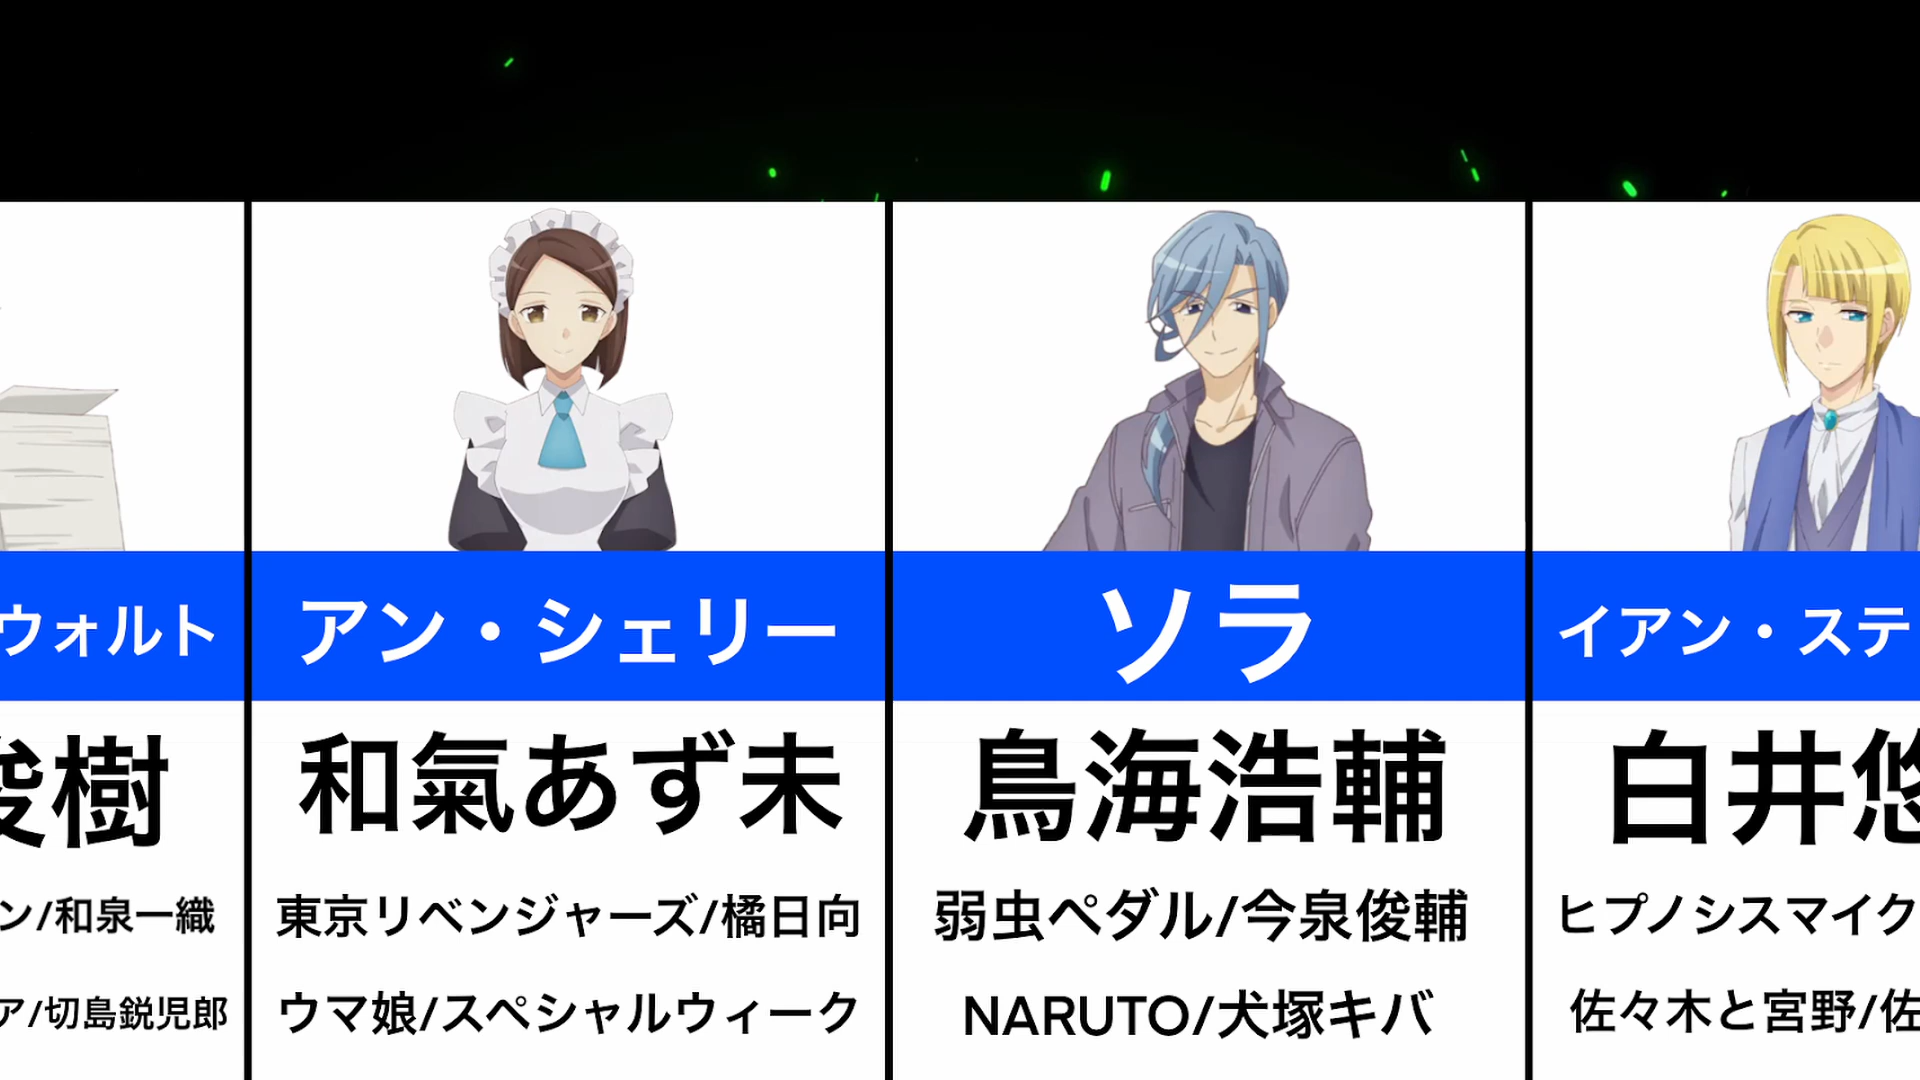 ウォルト
俊樹
ン/和泉一織
ア/切島鋭児郎
アン・シェリー
和氣あず未
東京リベンジャーズ/橘日向
ウマ娘/スペシャルウィーク
ソラ
鳥海浩輔
弱虫ペダル/今泉俊輔
NARUTO/犬塚キバ
イアン・ステ
白井悠
ヒプノシスマイク
佐々木と宮野/佐